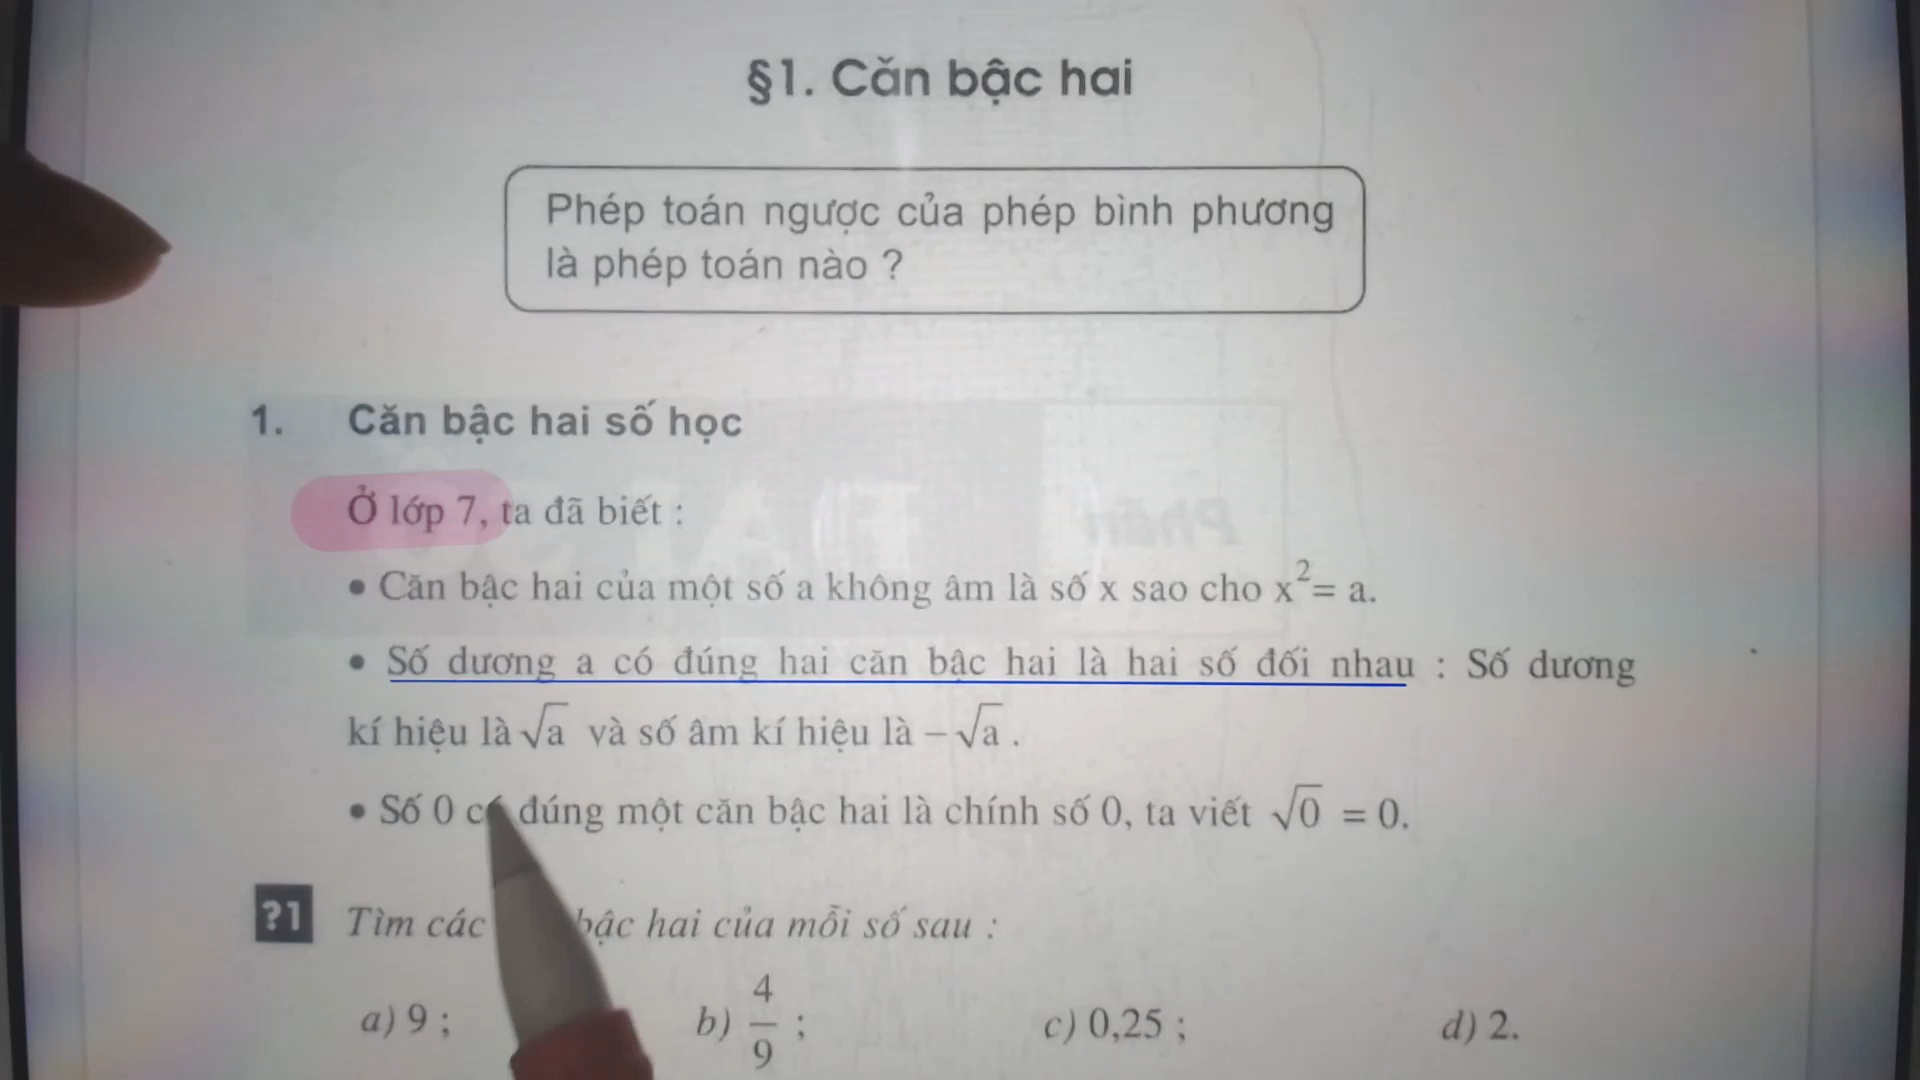 §1. Căn bậc hai
Phép toán ngược của phép bình phương
là phép toán nào ?
1. Căn bậc hai số học
Ở lớp 7, ta đã biết :
• Căn bậc hai của một số a không âm là số x sao cho x² = a.
• Số dương a có đúng hai căn bậc hai là hai số đối nhau : Số dương
kí hiệu là √a và số âm kí hiệu là –√a .
• Số 0 có đúng một căn bậc hai là chính số 0, ta viết √0 = 0.
?1 Tìm các bậc hai của mỗi số sau :
a) 9 ; b) 4/9 ; c) 0,25 ; d) 2.